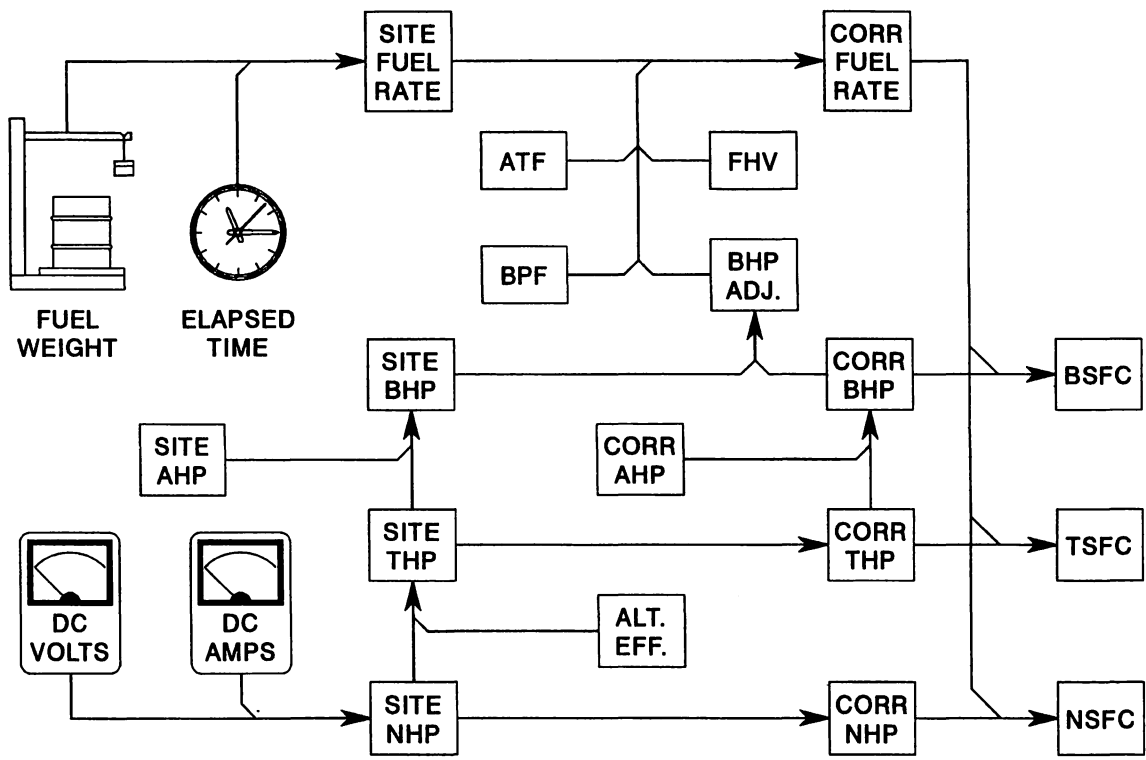 SITE
FUEL
RATE
CORR
FUEL
RATE
ATF
FHV
BPF
BHP
ADJ.
FUEL
WEIGHT
ELAPSED
TIME
SITE
BHP
CORR
BHP
BSFC
SITE
AHP
CORR
AHP
SITE
THP
CORR
THP
TSFC
DC
VOLTS
DC
AMPS
ALT.
EFF.
SITE
NHP
CORR
NHP
NSFC